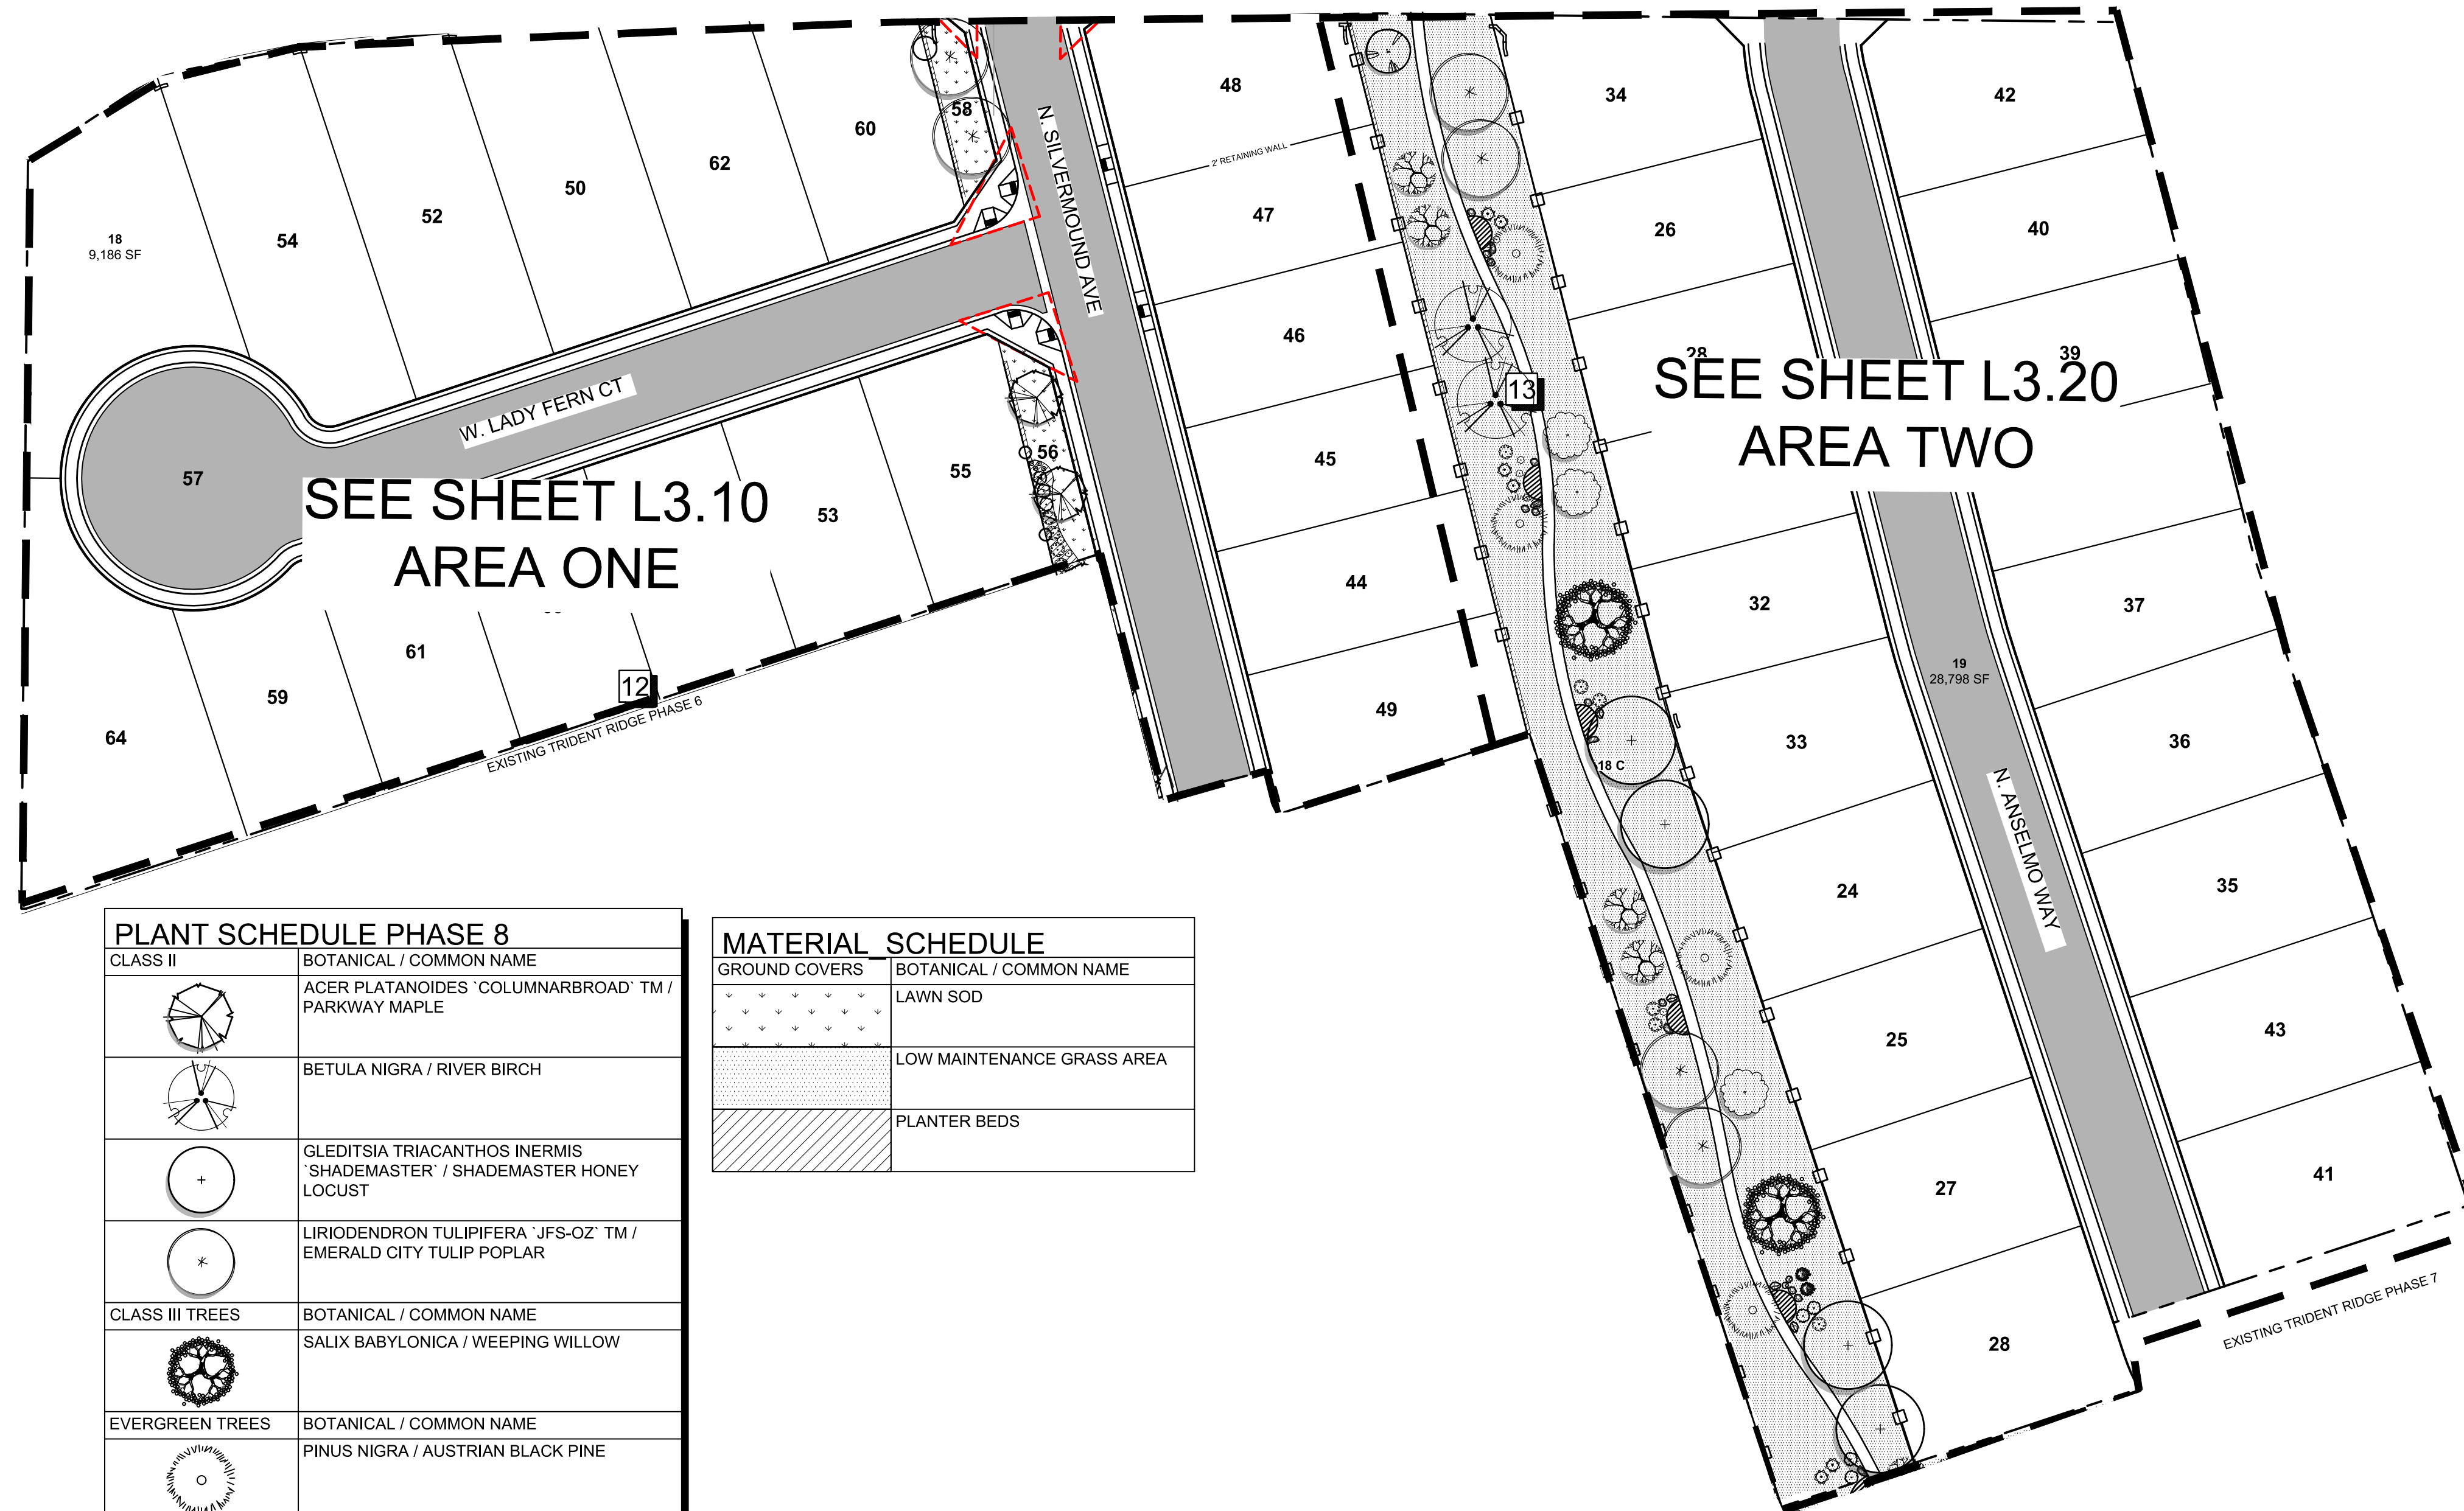 48
34
42
58
60
N. SILVERMOUND AVE
2' RETAINING WALL
62
50
47
26
40
52
54
18
9,186 SF
46
28
39
SEE SHEET L3.20
AREA TWO
13
W. LADY FERN CT
56
55
45
57
SEE SHEET L3.10
AREA ONE
53
44
32
37
61
59
12
19
28,798 SF
EXISTING TRIDENT RIDGE PHASE 6
64
49
33
36
18 C
N. ANSELMO WAY
24
35
25
43
27
41
28
EXISTING TRIDENT RIDGE PHASE 7
PLANT SCHEDULE PHASE 8
CLASS II
BOTANICAL / COMMON NAME
ACER PLATANOIDES `COLUMNARBROAD` TM /
PARKWAY MAPLE
BETULA NIGRA / RIVER BIRCH
GLEDITSIA TRIACANTHOS INERMIS
`SHADEMASTER` / SHADEMASTER HONEY
LOCUST
LIRIODENDRON TULIPIFERA `JFS-OZ` TM /
EMERALD CITY TULIP POPLAR
CLASS III TREES
BOTANICAL / COMMON NAME
SALIX BABYLONICA / WEEPING WILLOW
EVERGREEN TREES
BOTANICAL / COMMON NAME
PINUS NIGRA / AUSTRIAN BLACK PINE
MATERIAL SCHEDULE
GROUND COVERS
BOTANICAL / COMMON NAME
LAWN SOD
LOW MAINTENANCE GRASS AREA
PLANTER BEDS